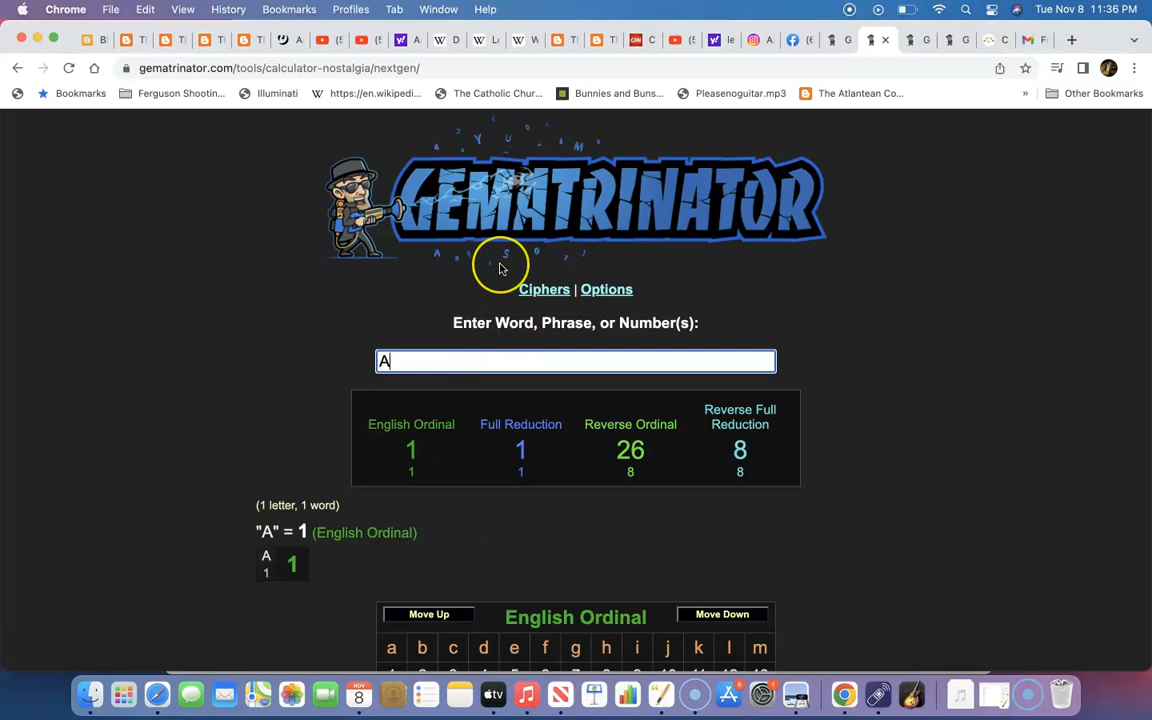 Chrome File Edit View History Bookmarks Profiles Tab Window Help Tue Nov 8 11:36 PM
gematrinator.com/tools/calculator-nostalgia/nextgen/
Bookmarks Ferguson Shootin... Illuminati https://en.wikipedi... The Catholic Chur... Bunnies and Buns... Pleasenoguitar.mp3 The Atlantean Co... » Other Bookmarks
GEMATRINATOR
Ciphers | Options
Enter Word, Phrase, or Number(s):
A
English Ordinal Full Reduction Reverse Ordinal Reverse Full Reduction
1 1 26 8
1 1 8 8
(1 letter, 1 word)
"A" = 1 (English Ordinal)
A 1
1
Move Up English Ordinal Move Down
a b c d e f g h i j k l m